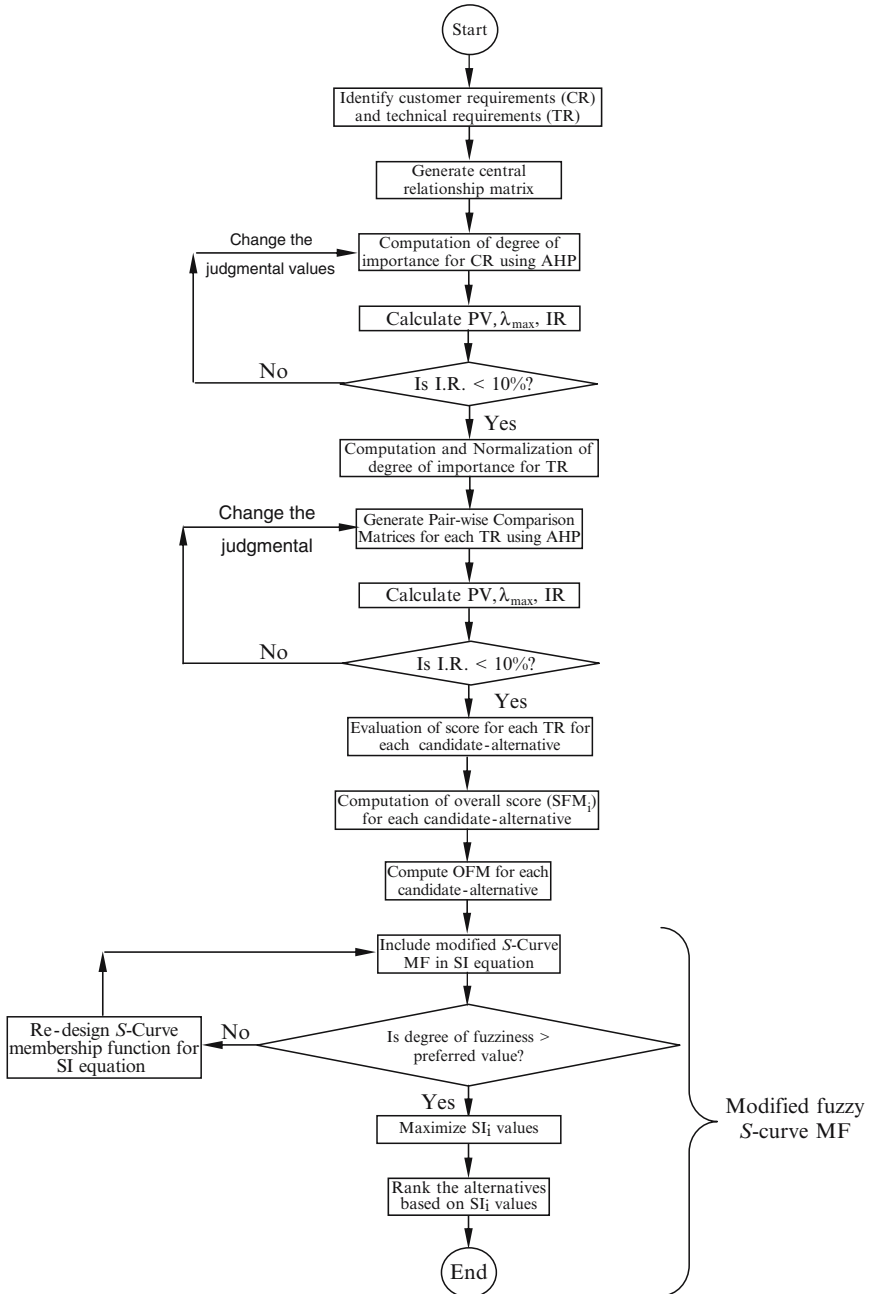 Start
Identify customer requirements (CR)
and technical requirements (TR)
Generate central
relationship matrix
Change the
judgmental values
Computation of degree of
importance for CR using AHP
Calculate PV, λmax, IR
No
Is I.R. < 10%?
Yes
Computation and Normalization of
degree of importance for TR
Change the
judgmental
Generate Pair-wise Comparison
Matrices for each TR using AHP
Calculate PV, λmax, IR
No
Is I.R. < 10%?
Yes
Evaluation of score for each TR for
each candidate-alternative
Computation of overall score (SFMi)
for each candidate-alternative
Compute OFM for each
candidate-alternative
Include modified S-Curve
MF in SI equation
Re-design S-Curve
membership function for
SI equation
No
Is degree of fuzziness >
preferred value?
Yes
Maximize SIi values
Modified fuzzy
S-curve MF
Rank the alternatives
based on SIi values
End